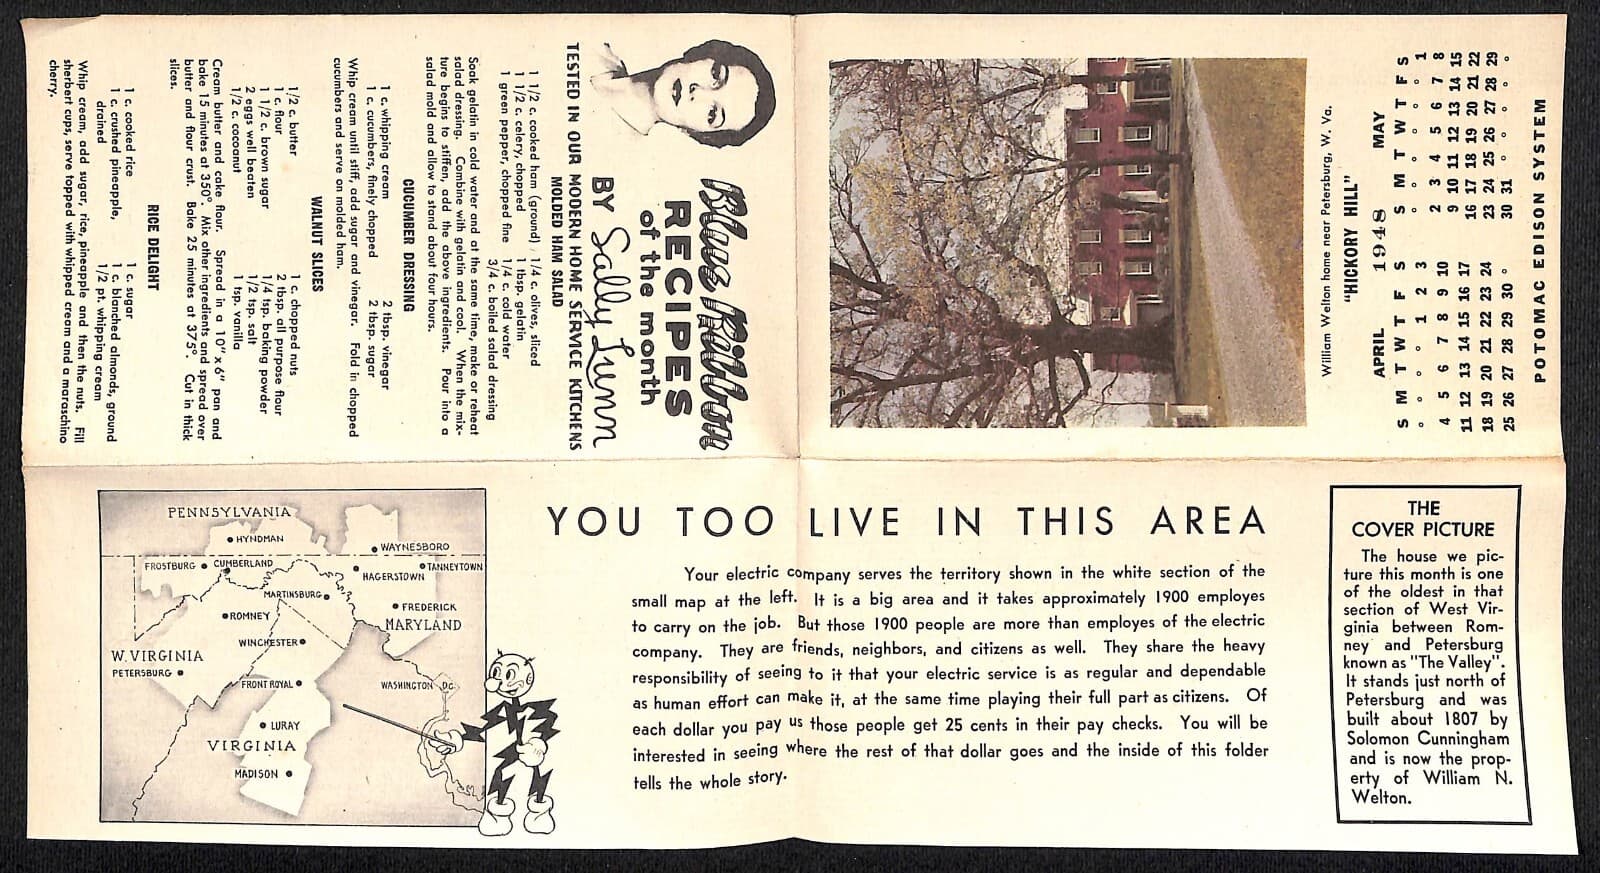 Blue Ribbon
RECIPES
of the month
BY Sally Lunn
TESTED IN OUR MODERN HOME SERVICE KITCHENS
MOLDED HAM SALAD
1 1/2 c. cooked ham (ground)
1 1/2 c. celery, chopped
1 green pepper, chopped fine
1/4 c. olives, sliced
1 tbsp. gelatin
1/4 c. cold water
3/4 c. boiled salad dressing
Soak gelatin in cold water and at the same time, make or reheat
salad dressing. Combine with gelatin and cool. When the mix-
ture begins to stiffen, add the above ingredients. Pour into a
salad mold and allow to stand about four hours.
CUCUMBER DRESSING
1 c. whipping cream
1 c. cucumbers, finely chopped
2 tbsp. vinegar
2 tbsp. sugar
Whip cream until stiff, add sugar and vinegar. Fold in chopped
cucumbers and serve on molded ham.
WALNUT SLICES
1/2 c. butter
1 c. flour
1 1/2 c. brown sugar
2 eggs well beaten
1/2 c. cocoanut
1 c. chopped nuts
2 tbsp. all purpose flour
1/4 tsp. baking powder
1/2 tsp. salt
1 tsp. vanilla
Cream butter and cake flour. Spread in a 10" x 6" pan and
bake 15 minutes at 350°. Mix other ingredients and spread over
butter and flour crust. Bake 25 minutes at 375°. Cut in thick
slices.
RICE DELIGHT
1 c. cooked rice
1 c. crushed pineapple,
drained
1 c. sugar
1 c. blanched almonds, ground
1/2 pt. whipping cream
Whip cream, add sugar, rice, pineapple and then the nuts. Fill
sherbert cups, serve topped with whipped cream and a maraschino
cherry.
William Welton home near Petersburg, W. Va.
"HICKORY HILL"
APRIL 1948 MAY
S M T W T F S S M T W T F S
° ° ° ° 1 2 3 ° ° ° ° ° ° 1
4 5 6 7 8 9 10 2 3 4 5 6 7 8
11 12 13 14 15 16 17 9 10 11 12 13 14 15
18 19 20 21 22 23 24 16 17 18 19 20 21 22
25 26 27 28 29 30 ° 23 24 25 26 27 28 29
30 31 ° ° ° ° °
POTOMAC EDISON SYSTEM
PENNSYLVANIA
HYNDMAN
WAYNESBORO
FROSTBURG
CUMBERLAND
HAGERSTOWN
TANNEYTOWN
MARTINSBURG
FREDERICK
ROMNEY
MARYLAND
WINCHESTER
W. VIRGINIA
PETERSBURG
FRONT ROYAL
WASHINGTON D.C.
LURAY
VIRGINIA
MADISON
YOU TOO LIVE IN THIS AREA
Your electric company serves the territory shown in the white section of the
small map at the left. It is a big area and it takes approximately 1900 employes
to carry on the job. But those 1900 people are more than employes of the electric
company. They are friends, neighbors, and citizens as well. They share the heavy
responsibility of seeing to it that your electric service is as regular and dependable
as human effort can make it, at the same time playing their full part as citizens. Of
each dollar you pay us those people get 25 cents in their pay checks. You will be
interested in seeing where the rest of that dollar goes and the inside of this folder
tells the whole story.
THE
COVER PICTURE
The house we pic-
ture this month is one
of the oldest in that
section of West Vir-
ginia between Rom-
ney and Petersburg
known as "The Valley".
It stands just north of
Petersburg and was
built about 1807 by
Solomon Cunningham
and is now the prop-
erty of William N.
Welton.